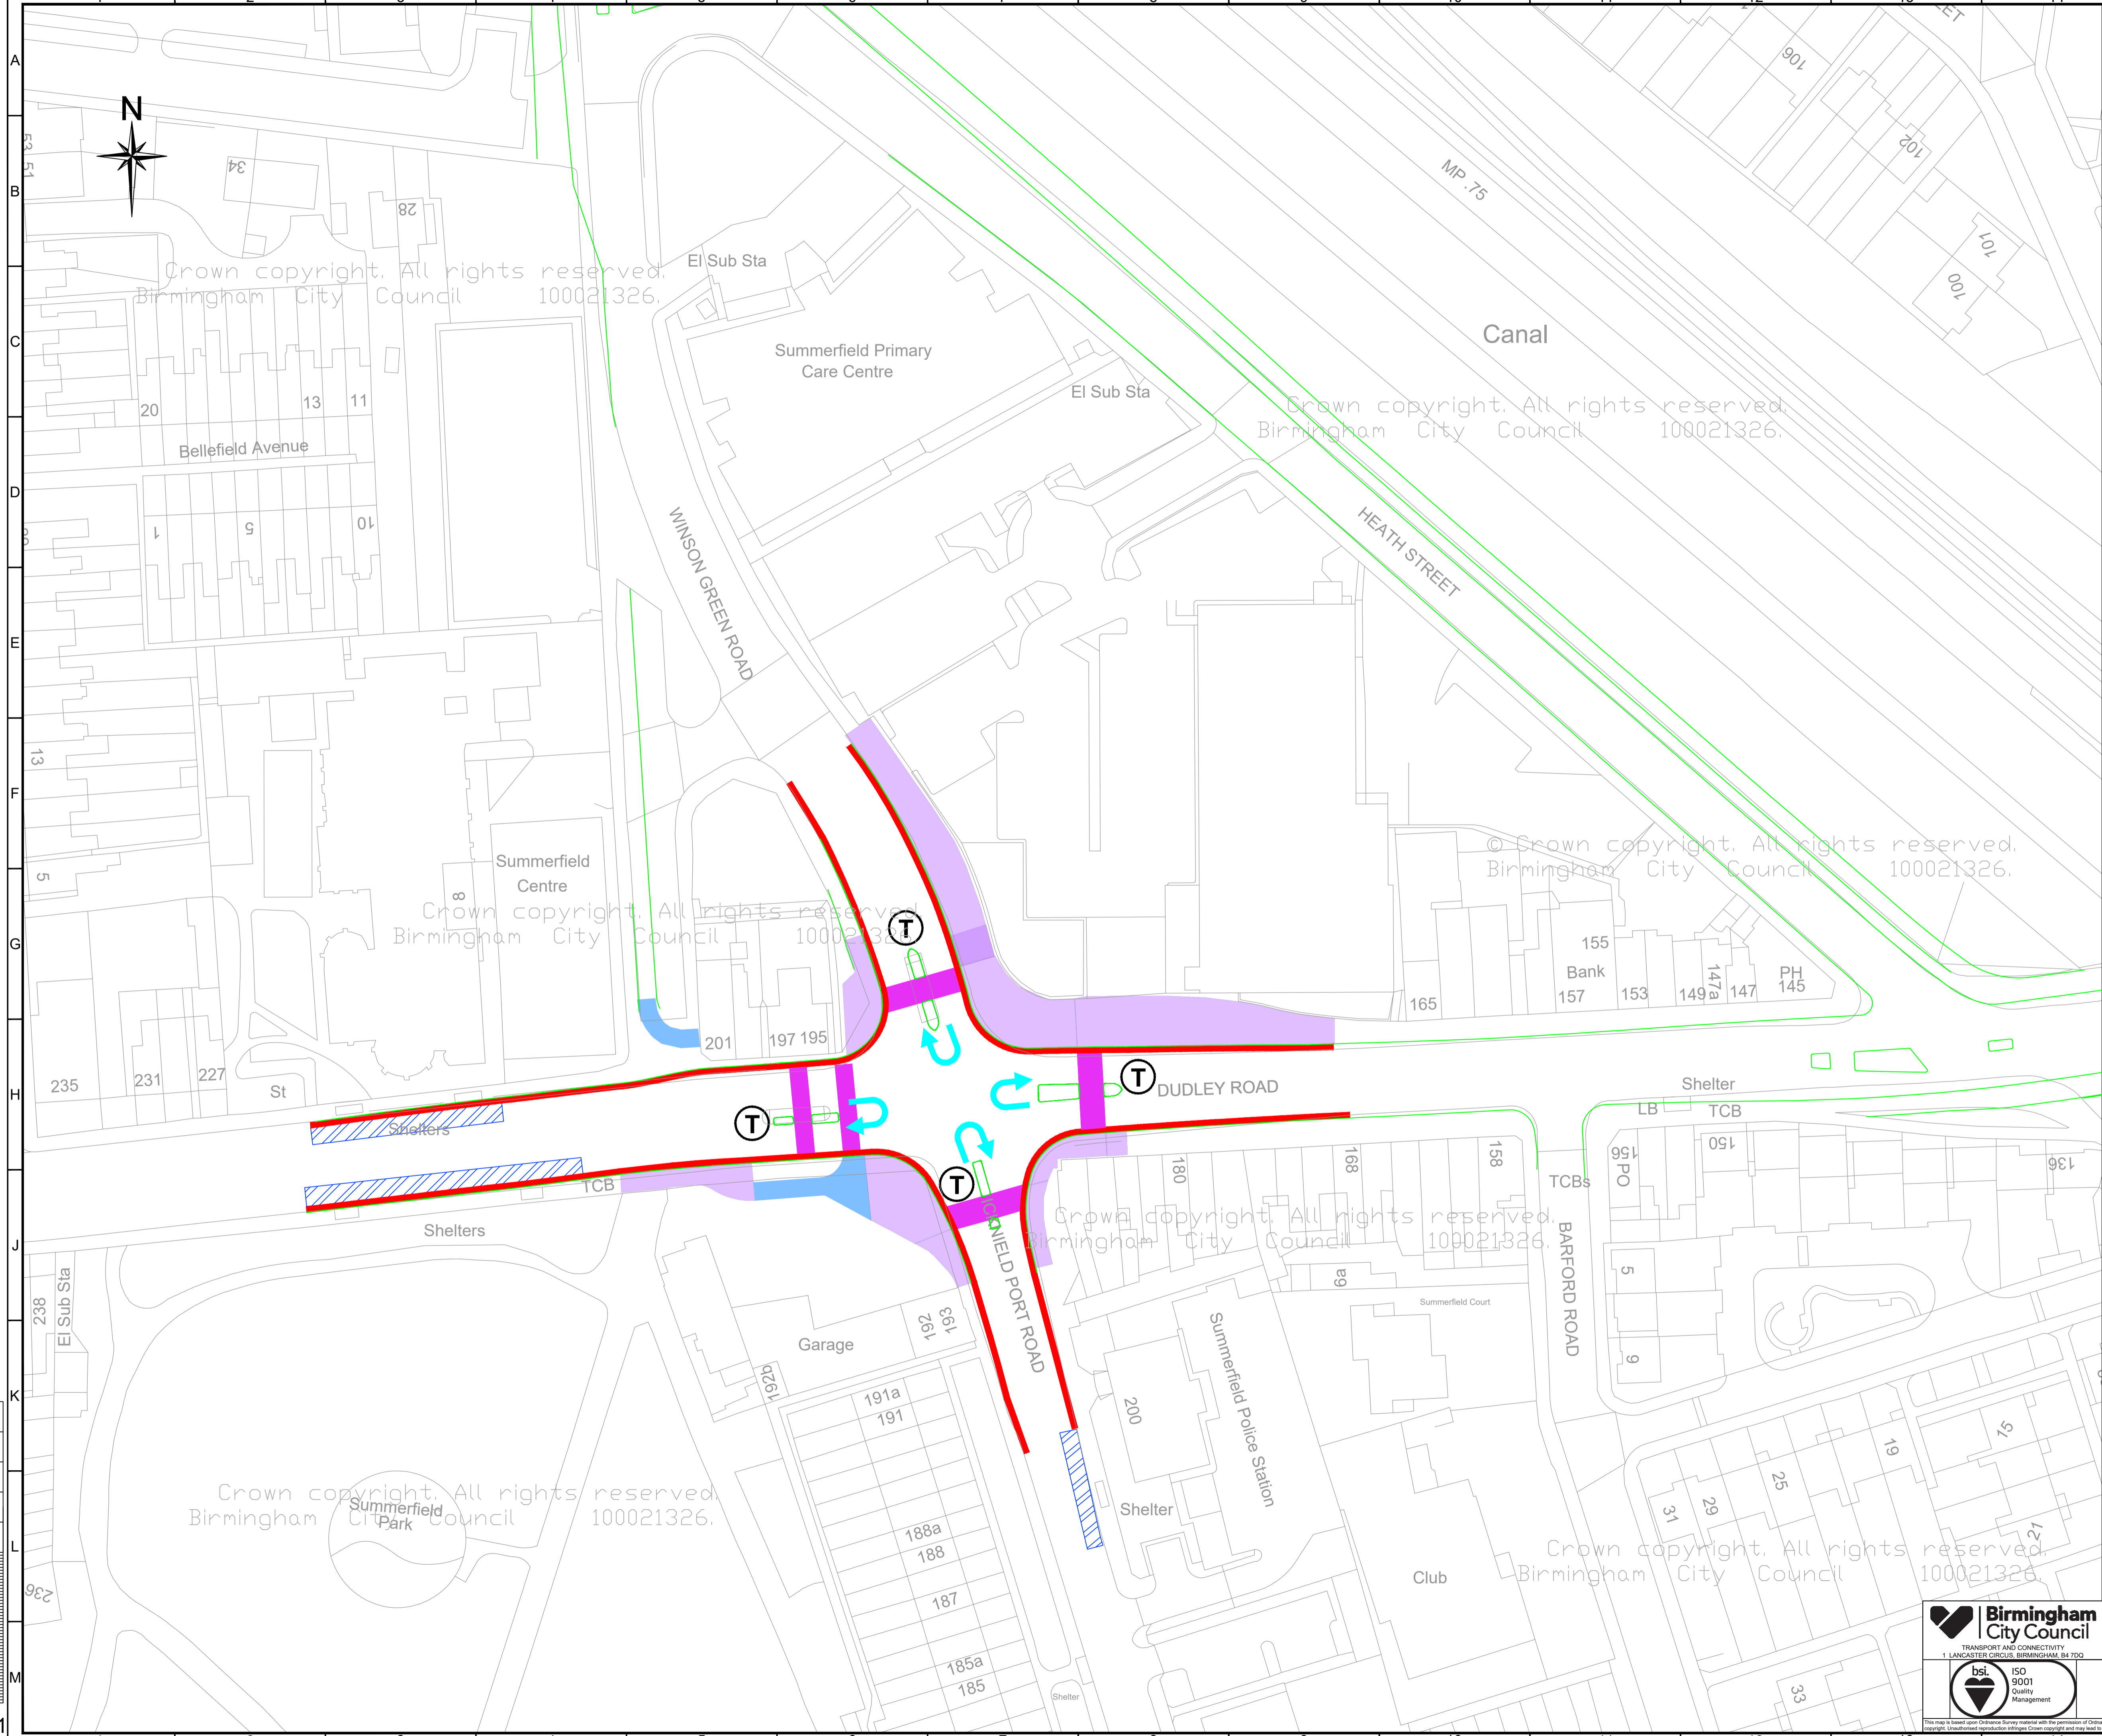 A
N
B
C
D
E
F
G
H
J
K
L
M
34
28
106
102
101
100
MP .75
Canal
El Sub Sta
Crown copyright. All rights reserved.
Birmingham City Council 100021326.
Summerfield Primary
Care Centre
El Sub Sta
Crown copyright. All rights reserved.
Birmingham City Council 100021326.
20
13
11
Bellefield Avenue
1
5
10
WINSON GREEN ROAD
HEATH STREET
13
5
Summerfield
Centre
8
Crown copyright. All rights reserved.
Birmingham City Council
© Crown copyright. All rights reserved.
Birmingham City Council 100021326.
T
155
Bank
165
157
153
149
147a
147
PH
145
201
197 195
235
231
227
St
T
DUDLEY ROAD
Shelter
LB
TCB
Shelters
T
T
TCB
Shelters
180
168
158
TCBs
156
PO
150
136
Crown copyright. All rights reserved.
Birmingham City Council 100021326.
ICKNIELD PORT ROAD
BARFORD ROAD
238
El Sub Sta
6a
5
Summerfield Court
192
193
Garage
192b
9
200
Summerfield Police Station
191a
191
19
15
25
29
31
21
Crown copyright. All rights reserved.
Birmingham City Council 100021326.
Summerfield
Park
Shelter
188a
188
187
185a
185
Club
Crown copyright. All rights reserved.
Birmingham City Council 100021326.
236
33
Shelter
Birmingham
City Council
TRANSPORT AND CONNECTIVITY
1 LANCASTER CIRCUS, BIRMINGHAM, B4 7DQ
bsi.
ISO
9001
Quality
Management